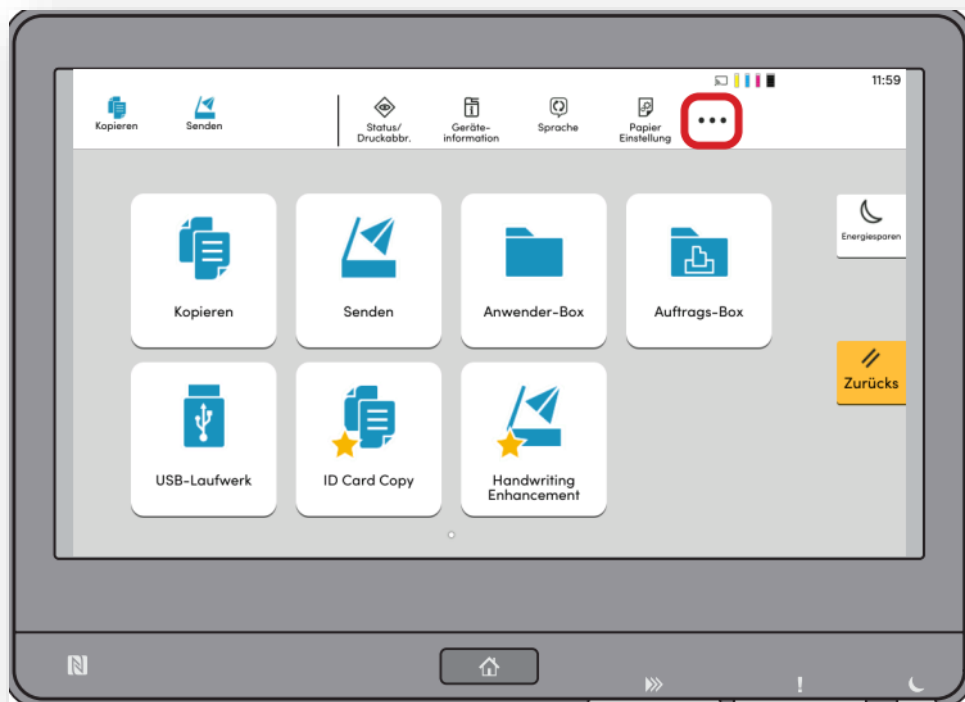 11:59
Kopieren
Senden
Status/
Druckabbr.
Geräte-
information
Sprache
Papier
Einstellung
Kopieren
Senden
Anwender-Box
Auftrags-Box
Energiesparen
Zurücks
USB-Laufwerk
ID Card Copy
Handwriting
Enhancement